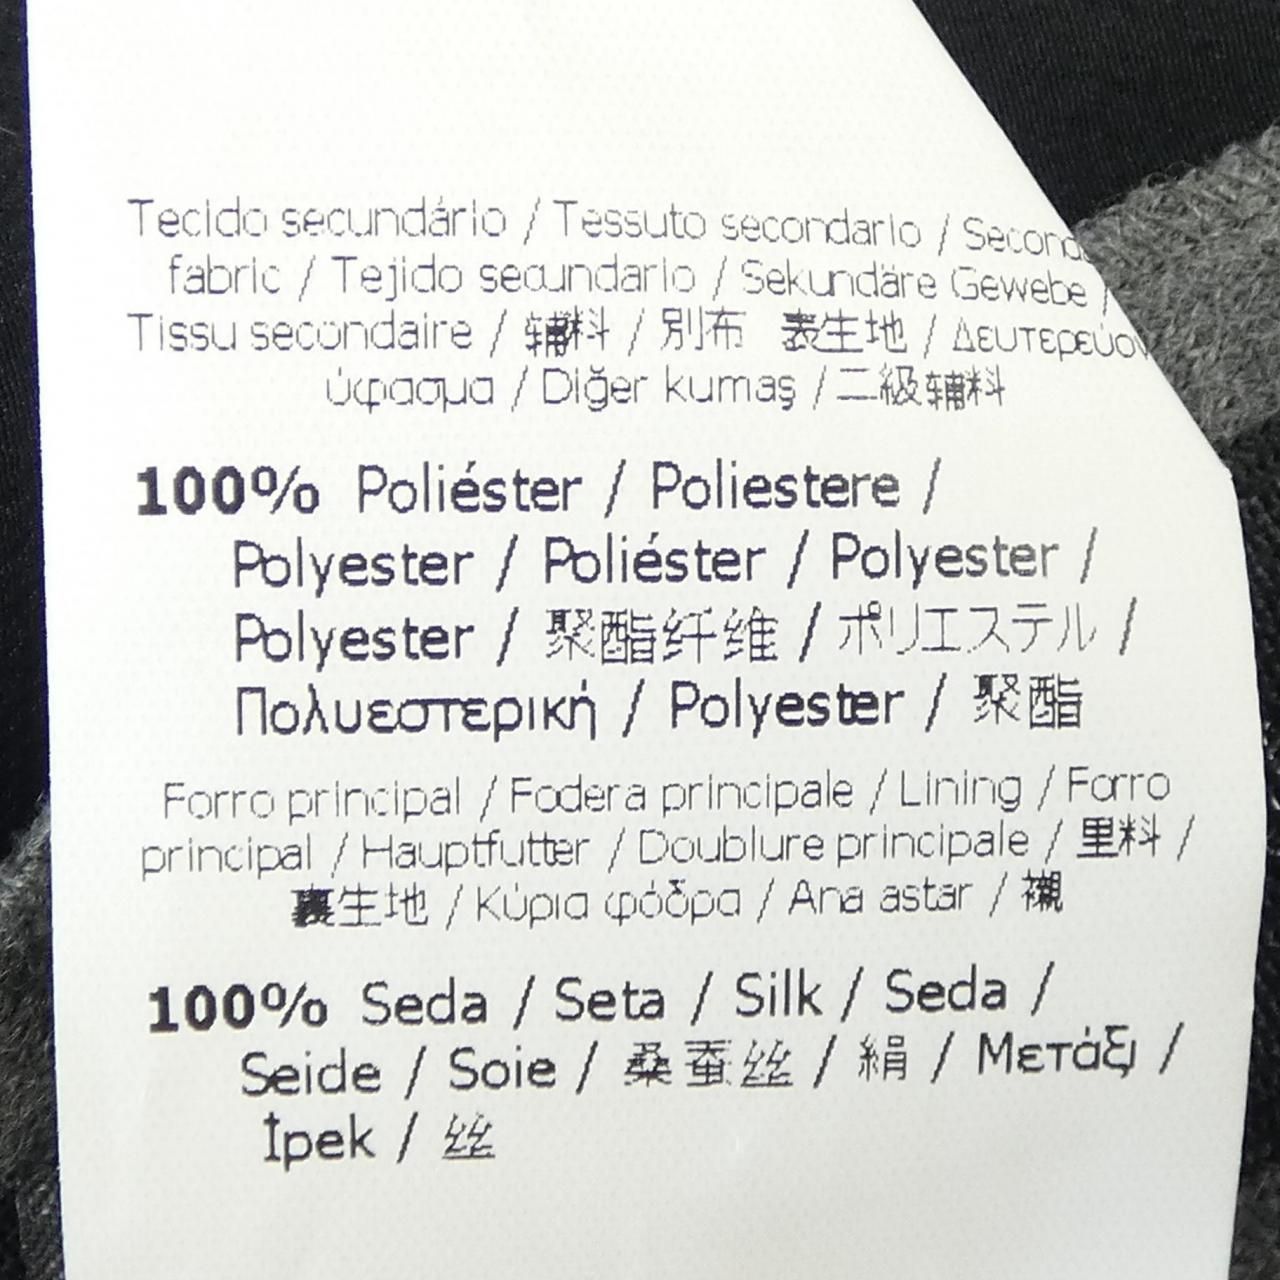 Tecido secundário / Tessuto secondario / Second
fabric / Tejido secundario / Sekundäre Gewebe /
Tissu secondaire / 辅料 / 別布 表生地 / Δευτερεύον
ύφασμα / Diğer kumaş / 二級辅料
100% Poliéster / Poliestere /
Polyester / Poliéster / Polyester /
Polyester / 聚酯纤维 / ポリエステル /
Πολυεστερική / Polyester / 聚酯
Forro principal / Fodera principale / Lining / Forro
principal / Hauptfutter / Doublure principale / 里料 /
裏生地 / Κύρια φόδρα / Ana astar / 襯
100% Seda / Seta / Silk / Seda /
Seide / Soie / 桑蚕丝 / 絹 / Μετάξι /
İpek / 丝